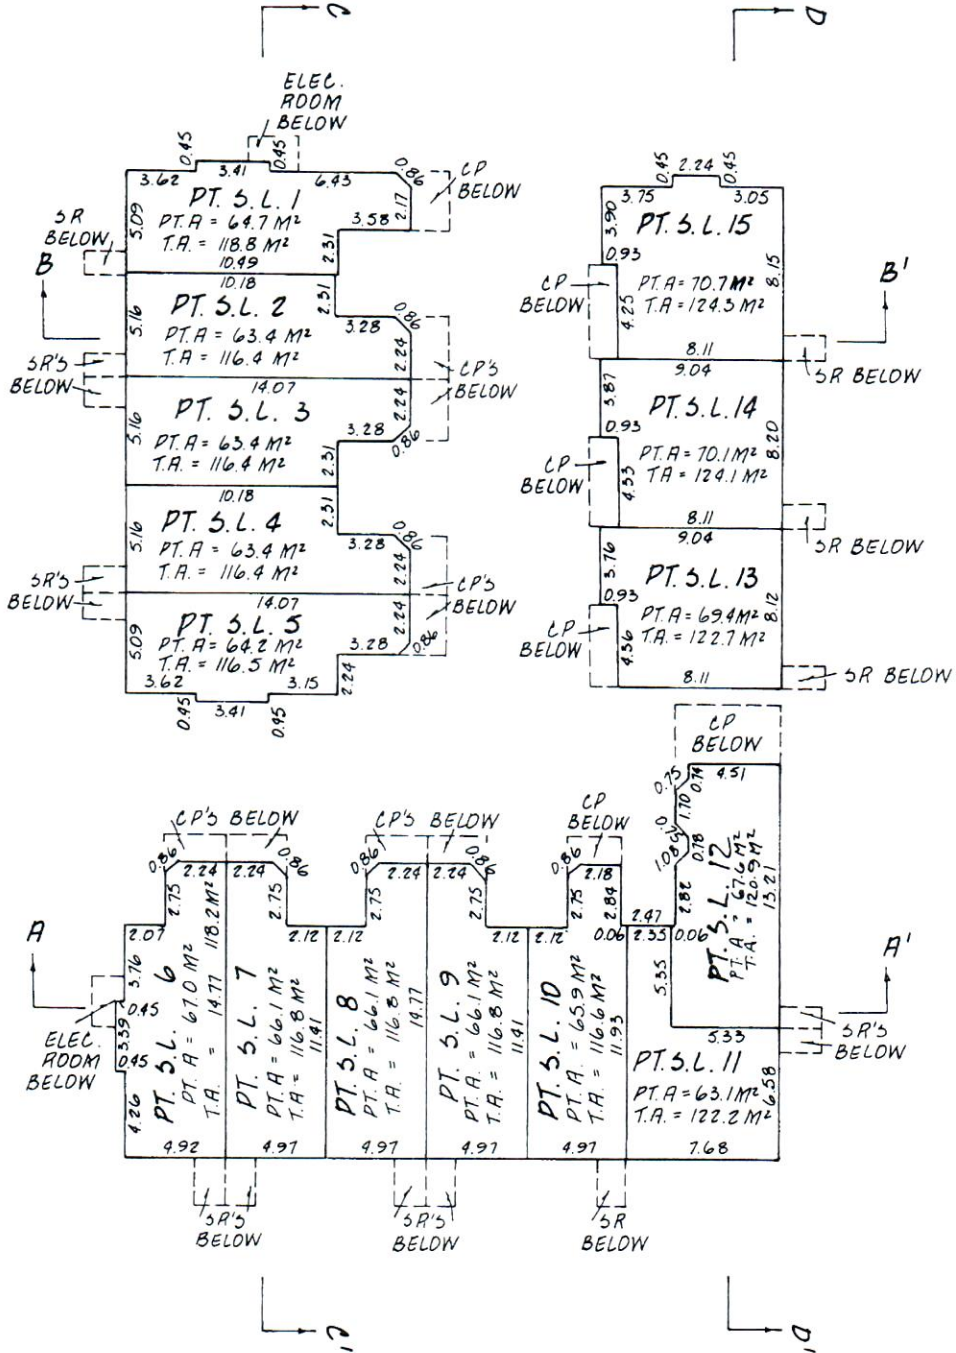 C
D
ELEC.
ROOM
BELOW
0.45
3.41
0.45
3.62
6.43
0.86
CP
BELOW
PT. S.L. 1
PT. A = 64.7 M²
T.A. = 118.8 M²
2.17
3.58
5.09
2.31
10.49
SR
BELOW
B
10.18
PT. S.L. 2
PT. A = 63.4 M²
T.A. = 116.4 M²
5.16
2.31
3.28
0.86
2.24
SR'S
BELOW
CP'S
BELOW
14.07
PT. S.L. 3
PT. A = 63.4 M²
T.A. = 116.4 M²
5.16
2.24
3.28
0.86
2.31
10.18
PT. S.L. 4
PT. A = 63.4 M²
T.A. = 116.4 M²
5.16
2.31
3.28
0.86
2.24
SR'S
BELOW
CP'S
BELOW
14.07
PT. S.L. 5
PT. A = 64.2 M²
T.A. = 116.5 M²
5.09
2.24
3.28
0.86
2.24
3.62
3.15
0.45
3.41
0.45
0.45
2.24
0.45
3.75
3.05
PT. S.L. 15
PT. A = 70.7 M²
T.A. = 124.3 M²
3.90
0.93
8.15
4.25
CP
BELOW
B'
8.11
SR BELOW
9.04
PT. S.L. 14
PT. A = 70.1 M²
T.A. = 124.1 M²
3.87
0.93
8.20
4.33
CP
BELOW
8.11
SR BELOW
9.04
PT. S.L. 13
PT. A = 69.4 M²
T.A. = 122.7 M²
3.76
0.93
8.12
4.36
CP
BELOW
8.11
SR BELOW
CP
BELOW
4.51
0.75
0.74
1.70
0.78
1.08
2.82
PT. S.L. 12
PT. A = 67.6 M²
T.A. = 120.9 M²
13.21
CP'S BELOW
0.86
2.24
2.24
0.86
2.75
2.75
2.07
2.12
A
3.76
0.45
3.39
0.45
4.26
ELEC.
ROOM
BELOW
PT. S.L. 6
PT. A = 67.0 M²
T.A. = 118.2 M²
14.77
PT. S.L. 7
PT. A = 66.1 M²
T.A. = 116.8 M²
11.41
4.92
4.97
SR'S
BELOW
CP'S BELOW
0.86
2.24
2.24
0.86
2.75
2.75
2.12
2.12
PT. S.L. 8
PT. A = 66.1 M²
T.A. = 116.8 M²
14.77
PT. S.L. 9
PT. A = 66.1 M²
T.A. = 116.8 M²
11.41
4.97
4.97
SR'S
BELOW
CP
BELOW
0.86
2.18
2.75
2.84
2.12
0.06
PT. S.L. 10
PT. A. = 65.9 M²
T.A. = 116.6 M²
11.93
4.97
SR
BELOW
2.47
2.33
0.06
5.35
5.33
PT. S.L. 11
PT. A = 63.1 M²
T.A. = 122.2 M²
6.58
7.68
A'
SR'S
BELOW
C'
D'